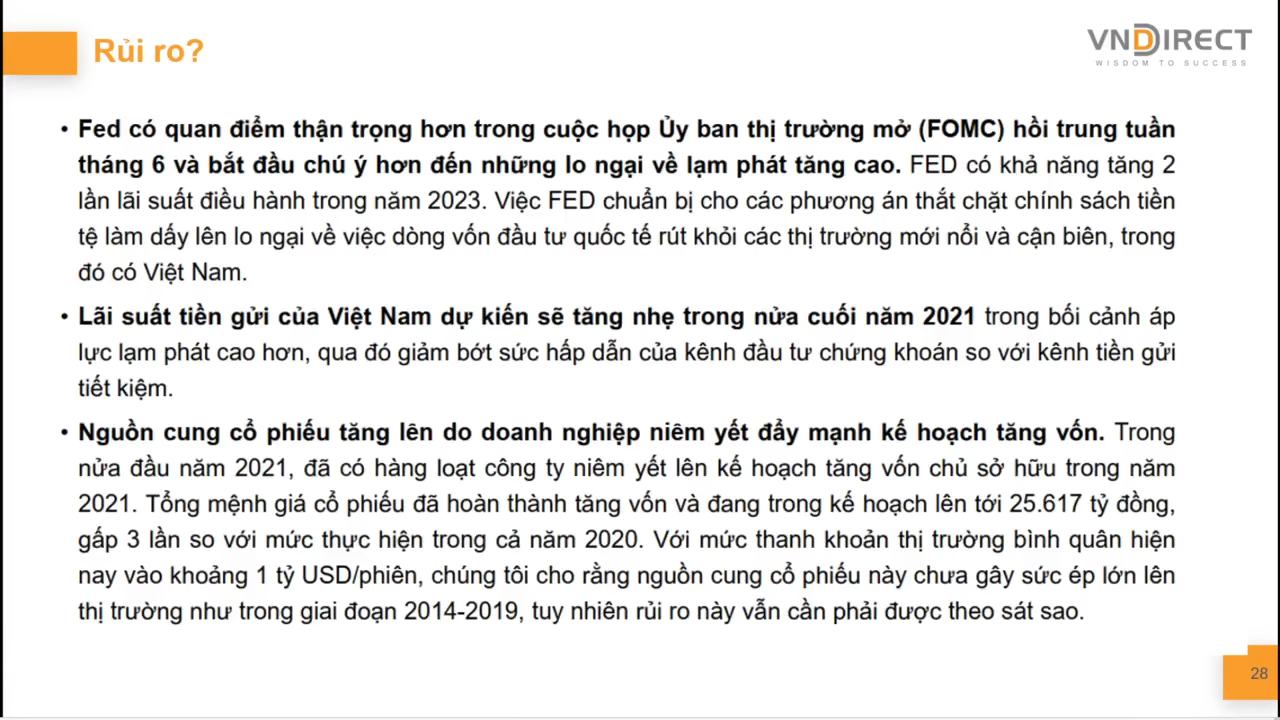 Rủi ro?
VNDIRECT
WISDOM TO SUCCESS
• Fed có quan điểm thận trọng hơn trong cuộc họp Ủy ban thị trường mở (FOMC) hồi trung tuần
tháng 6 và bắt đầu chú ý hơn đến những lo ngại về lạm phát tăng cao. FED có khả năng tăng 2
lần lãi suất điều hành trong năm 2023. Việc FED chuẩn bị cho các phương án thắt chặt chính sách tiền
tệ làm dấy lên lo ngại về việc dòng vốn đầu tư quốc tế rút khỏi các thị trường mới nổi và cận biên, trong
đó có Việt Nam.
• Lãi suất tiền gửi của Việt Nam dự kiến sẽ tăng nhẹ trong nửa cuối năm 2021 trong bối cảnh áp
lực lạm phát cao hơn, qua đó giảm bớt sức hấp dẫn của kênh đầu tư chứng khoán so với kênh tiền gửi
tiết kiệm.
• Nguồn cung cổ phiếu tăng lên do doanh nghiệp niêm yết đẩy mạnh kế hoạch tăng vốn. Trong
nửa đầu năm 2021, đã có hàng loạt công ty niêm yết lên kế hoạch tăng vốn chủ sở hữu trong năm
2021. Tổng mệnh giá cổ phiếu đã hoàn thành tăng vốn và đang trong kế hoạch lên tới 25.617 tỷ đồng,
gấp 3 lần so với mức thực hiện trong cả năm 2020. Với mức thanh khoản thị trường bình quân hiện
nay vào khoảng 1 tỷ USD/phiên, chúng tôi cho rằng nguồn cung cổ phiếu này chưa gây sức ép lớn lên
thị trường như trong giai đoạn 2014-2019, tuy nhiên rủi ro này vẫn cần phải được theo sát sao.
28